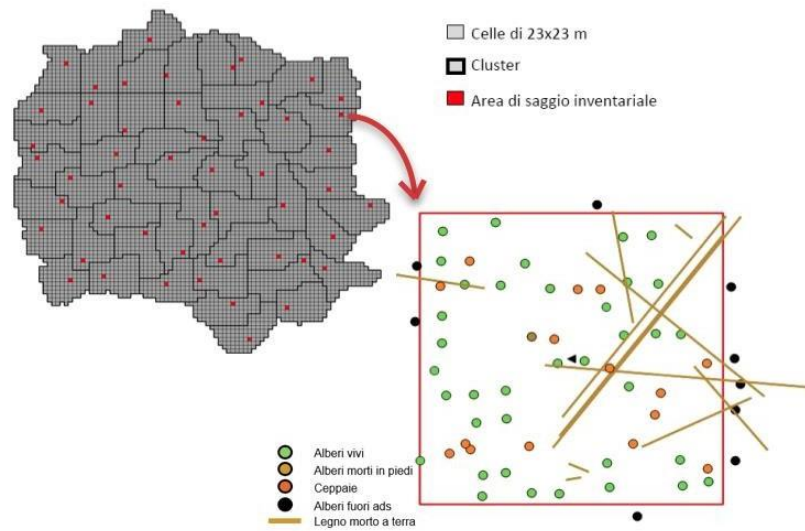 Celle di 23x23 m
Cluster
Area di saggio inventariale
Alberi vivi
Alberi morti in piedi
Ceppaie
Alberi fuori ads
Legno morto a terra